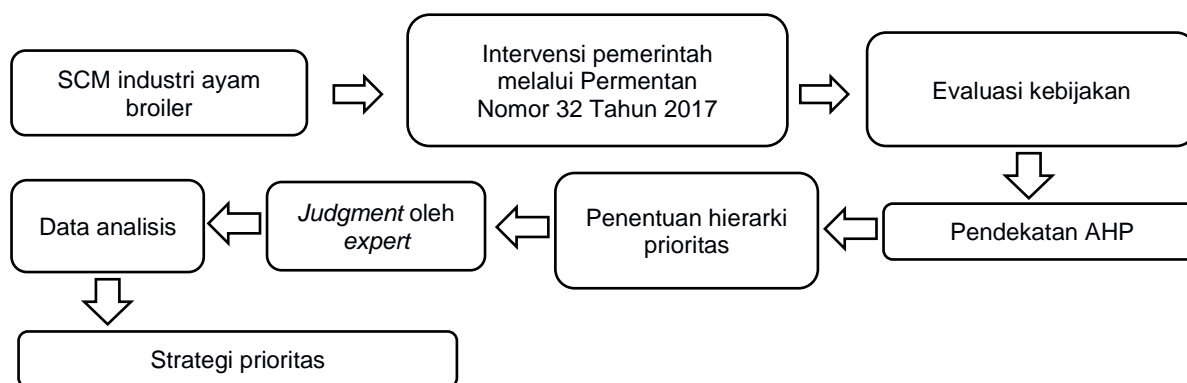 SCM industri ayam
broiler
Intervensi pemerintah
melalui Permentan
Nomor 32 Tahun 2017
Evaluasi kebijakan
Pendekatan AHP
Penentuan hierarki
prioritas
Judgment oleh
expert
Data analisis
Strategi prioritas